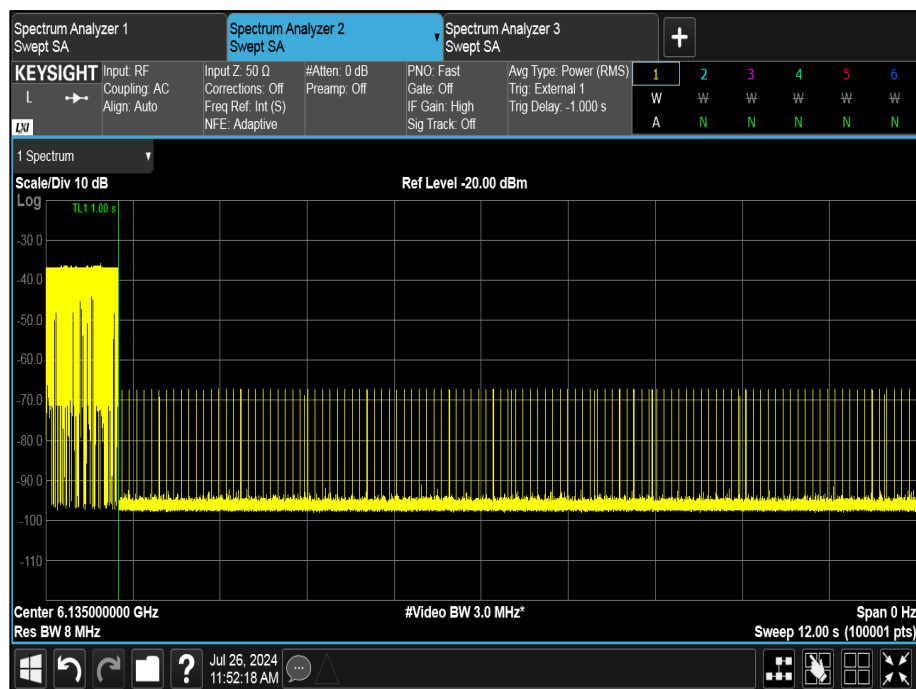 Spectrum Analyzer 1
Swept SA
Spectrum Analyzer 2
Swept SA
Spectrum Analyzer 3
Swept SA
+
KEYSIGHT
L
LXI
Input: RF
Coupling: AC
Align: Auto
Input Z: 50 Ω
Corrections: Off
Freq Ref: Int (S)
NFE: Adaptive
#Atten: 0 dB
Preamp: Off
PNO: Fast
Gate: Off
IF Gain: High
Sig Track: Off
Avg Type: Power (RMS)
Trig: External 1
Trig Delay: -1.000 s
1 2 3 4 5 6
W W W W W W
A N N N N N
1 Spectrum
Scale/Div 10 dB
Ref Level -20.00 dBm
Log
TL1 1.00 s
-30.0
-40.0
-50.0
-60.0
-70.0
-80.0
-90.0
-100
-110
Center 6.135000000 GHz
#Video BW 3.0 MHz*
Span 0 Hz
Res BW 8 MHz
Sweep 12.00 s (100001 pts)
?
Jul 26, 2024
11:52:18 AM